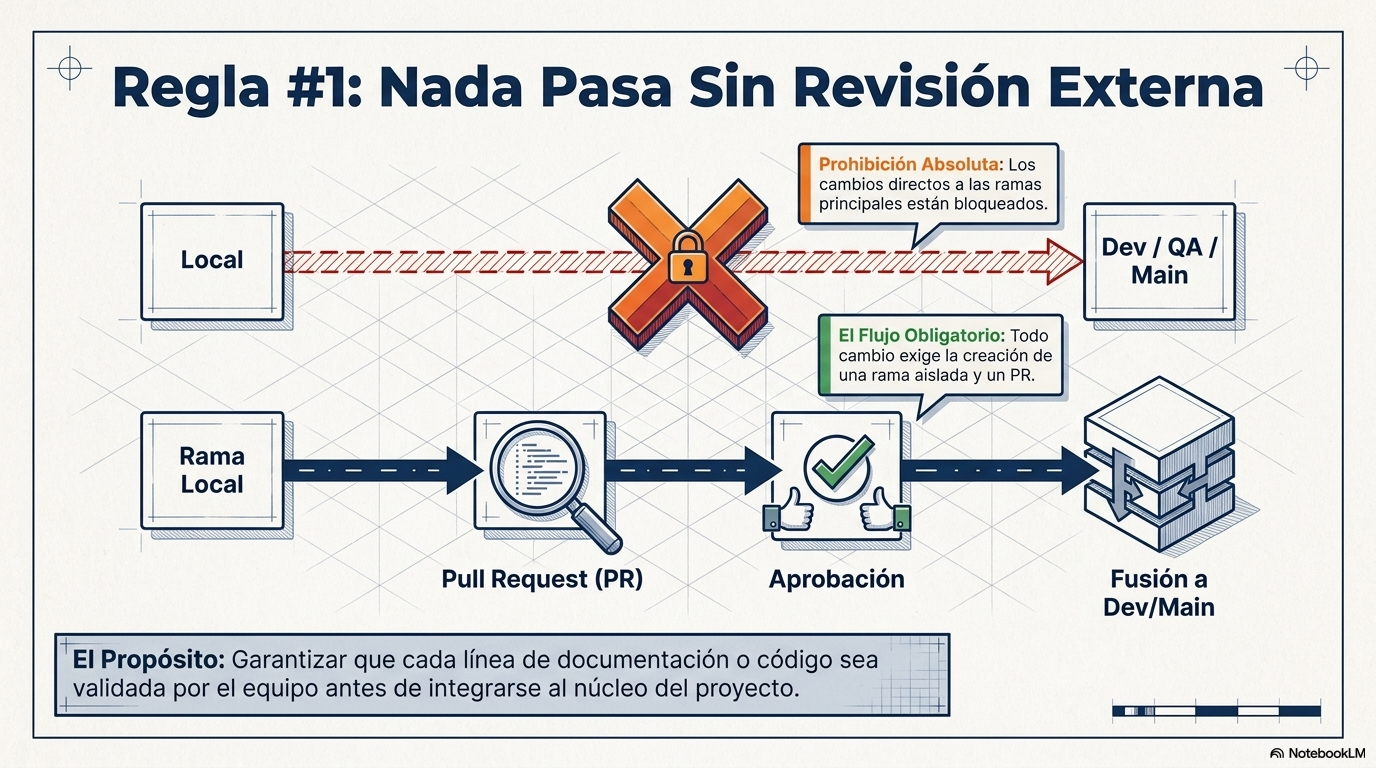 Regla #1: Nada Pasa Sin Revisión Externa
Prohibición Absoluta: Los
cambios directos a las ramas
principales están bloqueados.
Local
Dev / QA /
Main
El Flujo Obligatorio: Todo
cambio exige la creación de
una rama aislada y un PR.
Rama
Local
Pull Request (PR)
Aprobación
Fusión a
Dev/Main
El Propósito: Garantizar que cada línea de documentación o código sea
validada por el equipo antes de integrarse al núcleo del proyecto.
NotebookLM